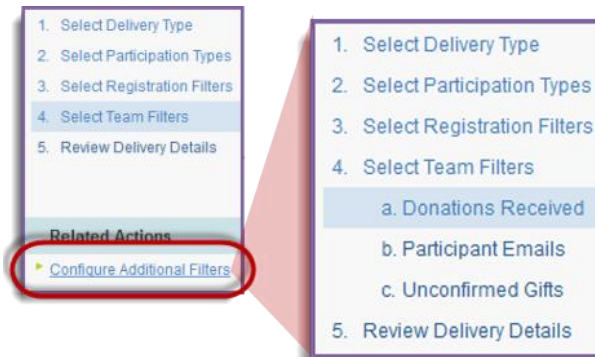 1. Select Delivery Type
2. Select Participation Types
3. Select Registration Filters
4. Select Team Filters
5. Review Delivery Details
Related Actions
Configure Additional Filters
1. Select Delivery Type
2. Select Participation Types
3. Select Registration Filters
4. Select Team Filters
a. Donations Received
b. Participant Emails
c. Unconfirmed Gifts
5. Review Delivery Details